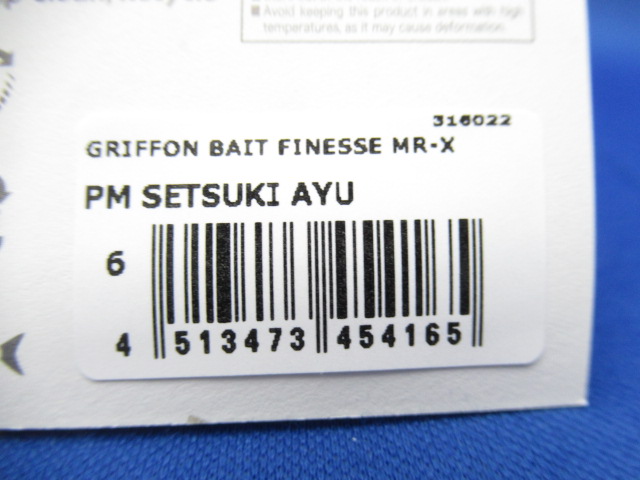 ■ Avoid keeping this product in areas with high
temperatures, as it may cause deformation.
316022
GRIFFON BAIT FINESSE MR-X
PM SETSUKI AYU
6
4 513473 454165